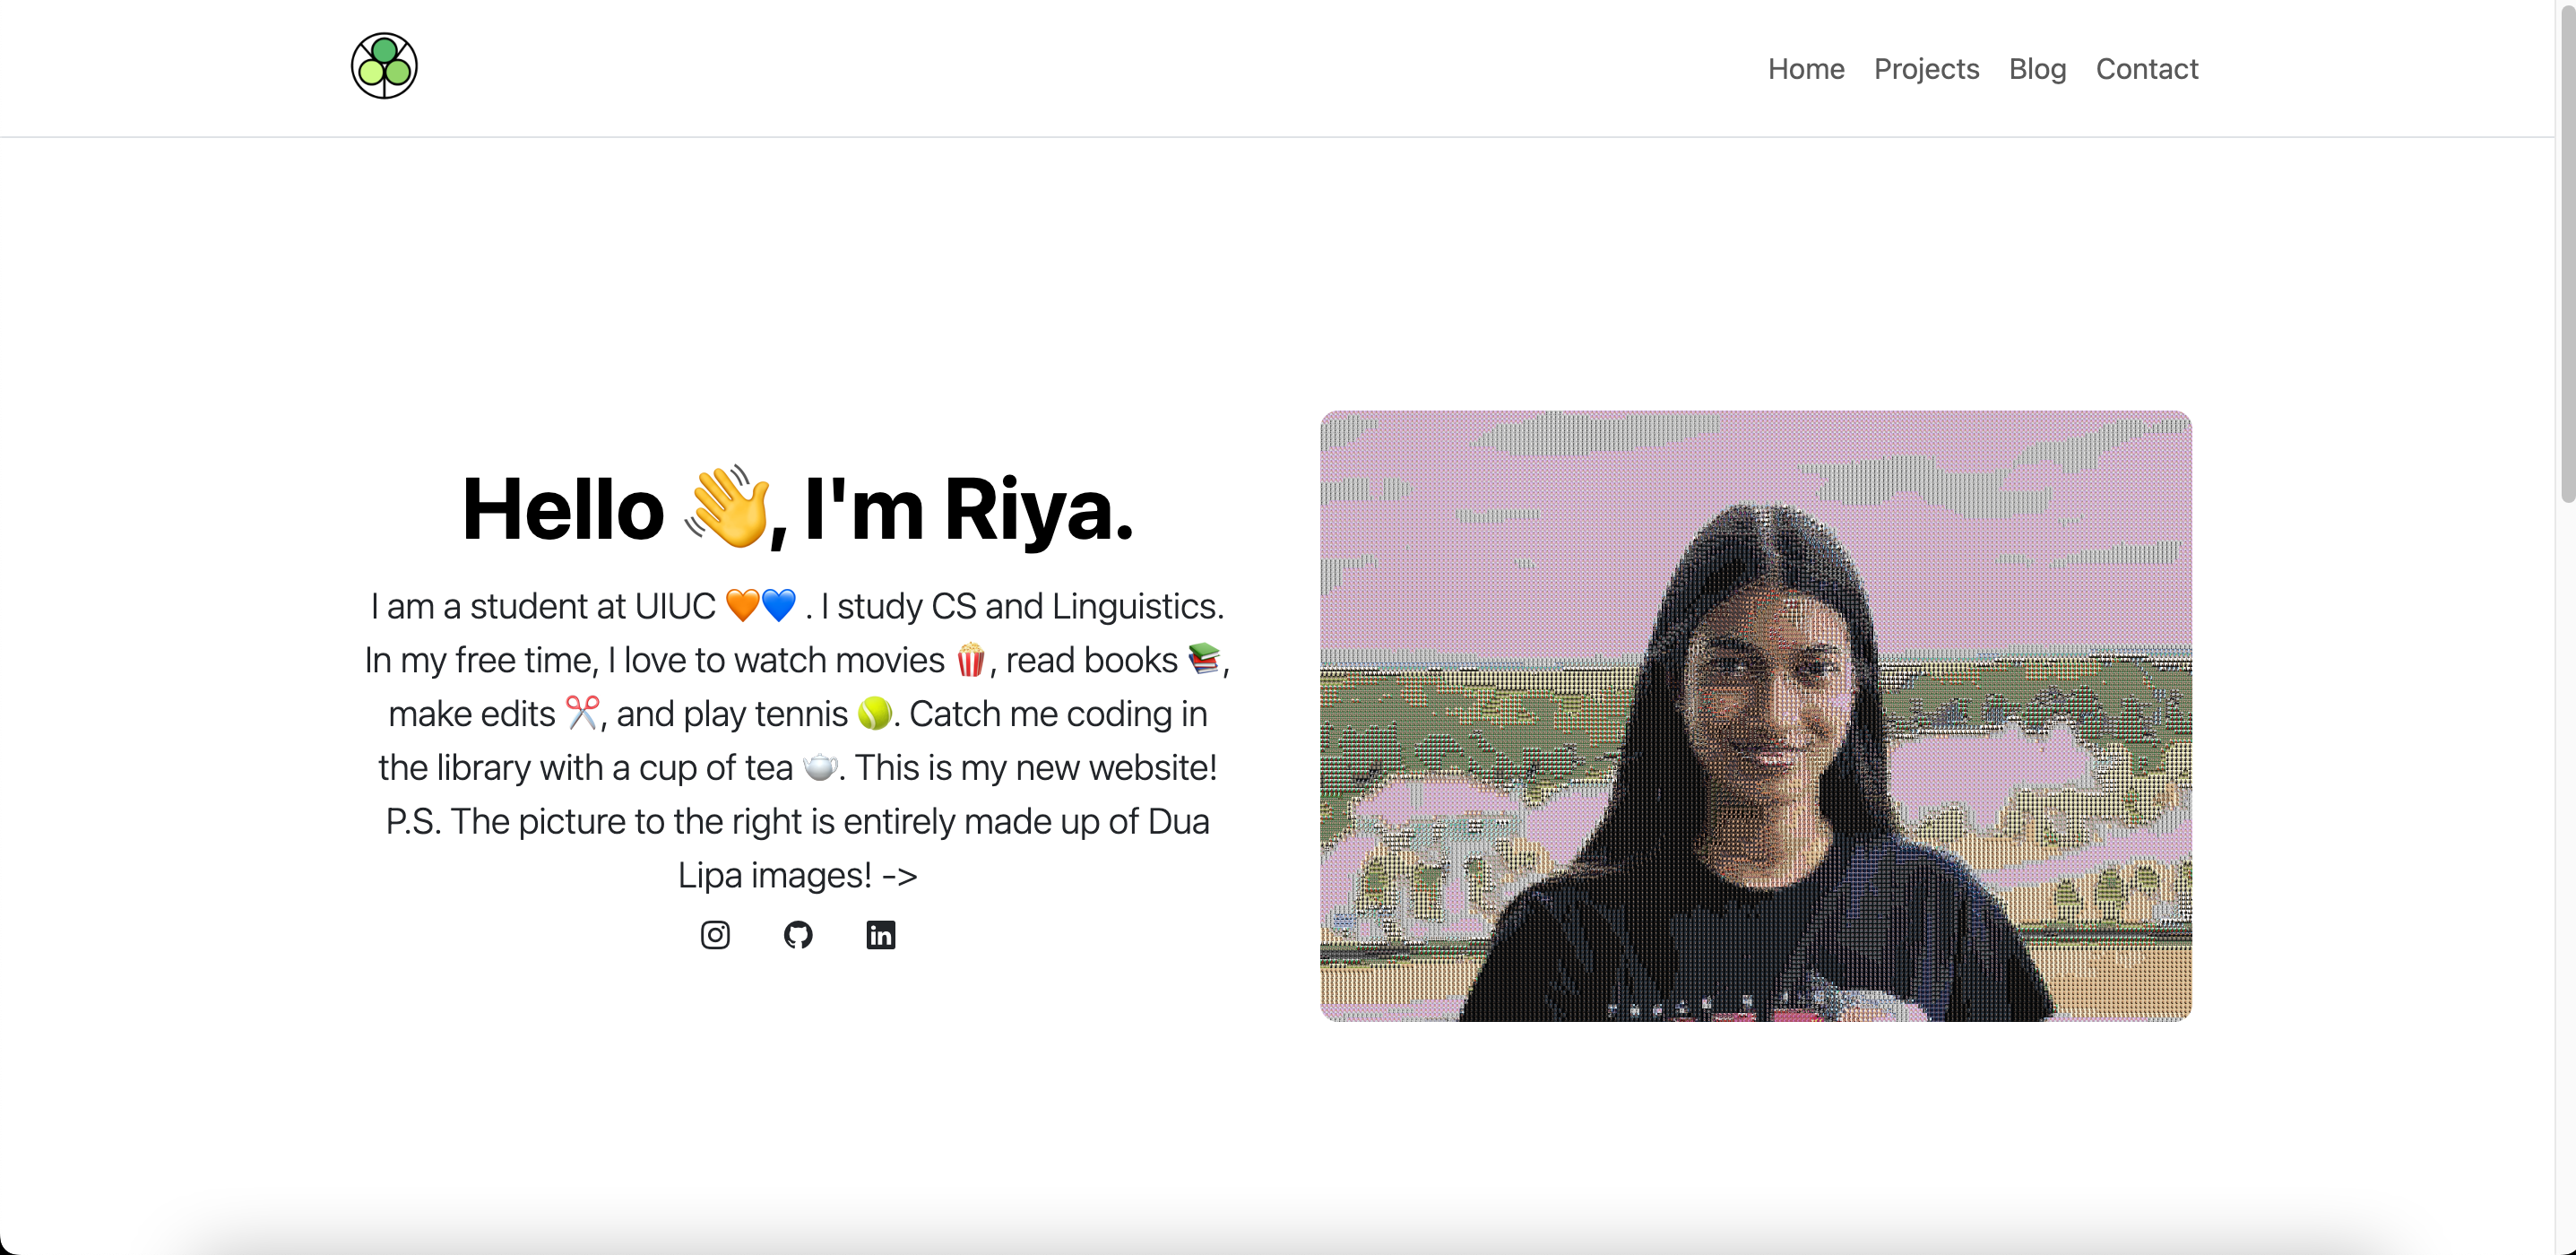 Home Projects Blog Contact
Hello 👋, I'm Riya.
I am a student at UIUC 🧡💙 . I study CS and Linguistics.
In my free time, I love to watch movies 🍿, read books 📚,
make edits ✂️, and play tennis 🎾. Catch me coding in
the library with a cup of tea 🫖. This is my new website!
P.S. The picture to the right is entirely made up of Dua
Lipa images! ->
in